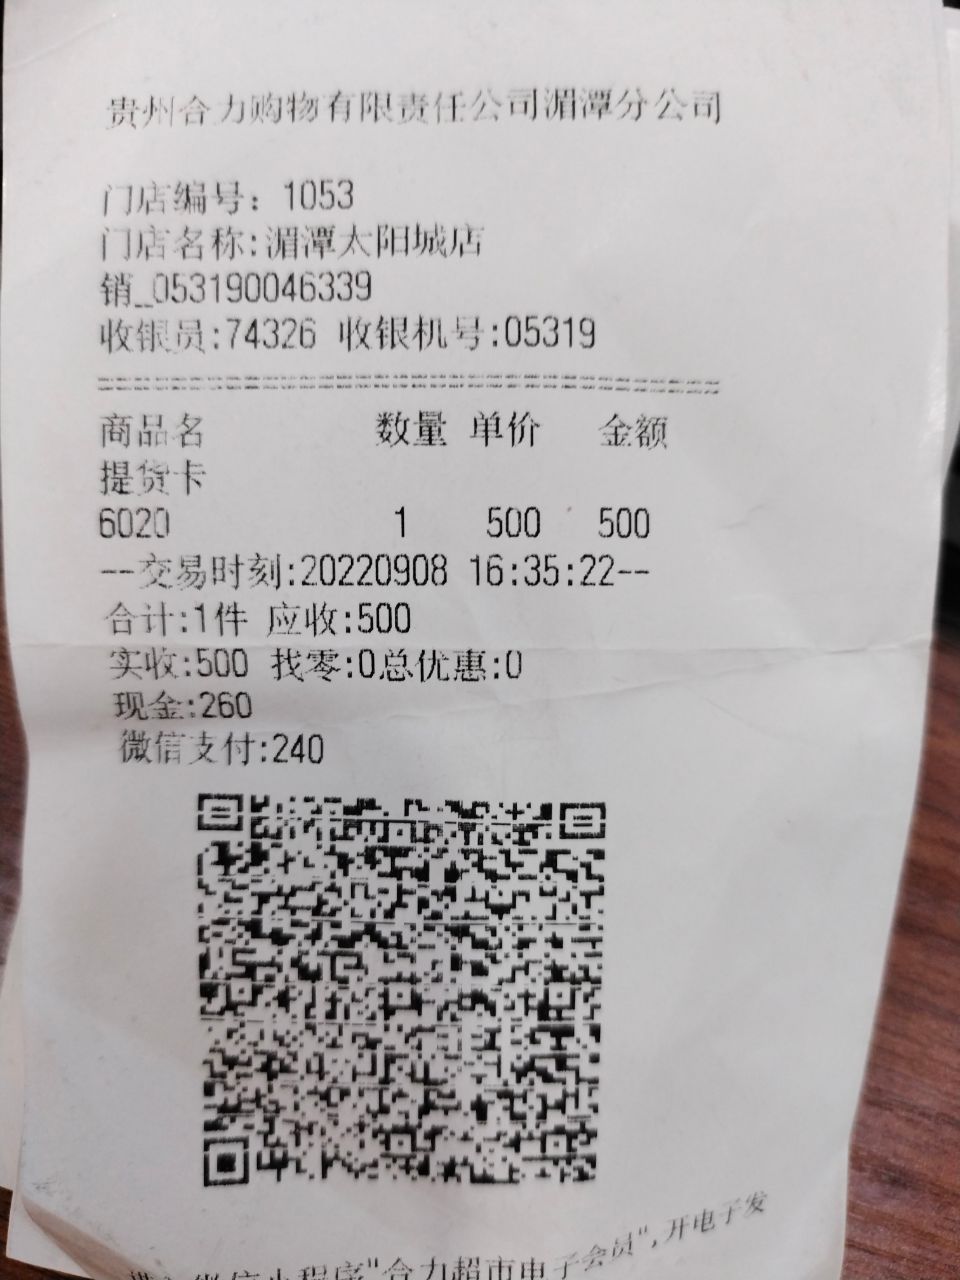 贵州合力购物有限责任公司湄潭分公司
门店编号：1053
门店名称:湄潭太阳城店
销_053190046339
收银员:74326 收银机号:05319
商品名 数量 单价 金额
提货卡
6020 1 500 500
--交易时刻:20220908 16:35:22--
合计:1件 应收:500
实收:500 找零:0总优惠:0
现金:260
微信支付:240
微信小程序"合力超市电子会员",开电子发